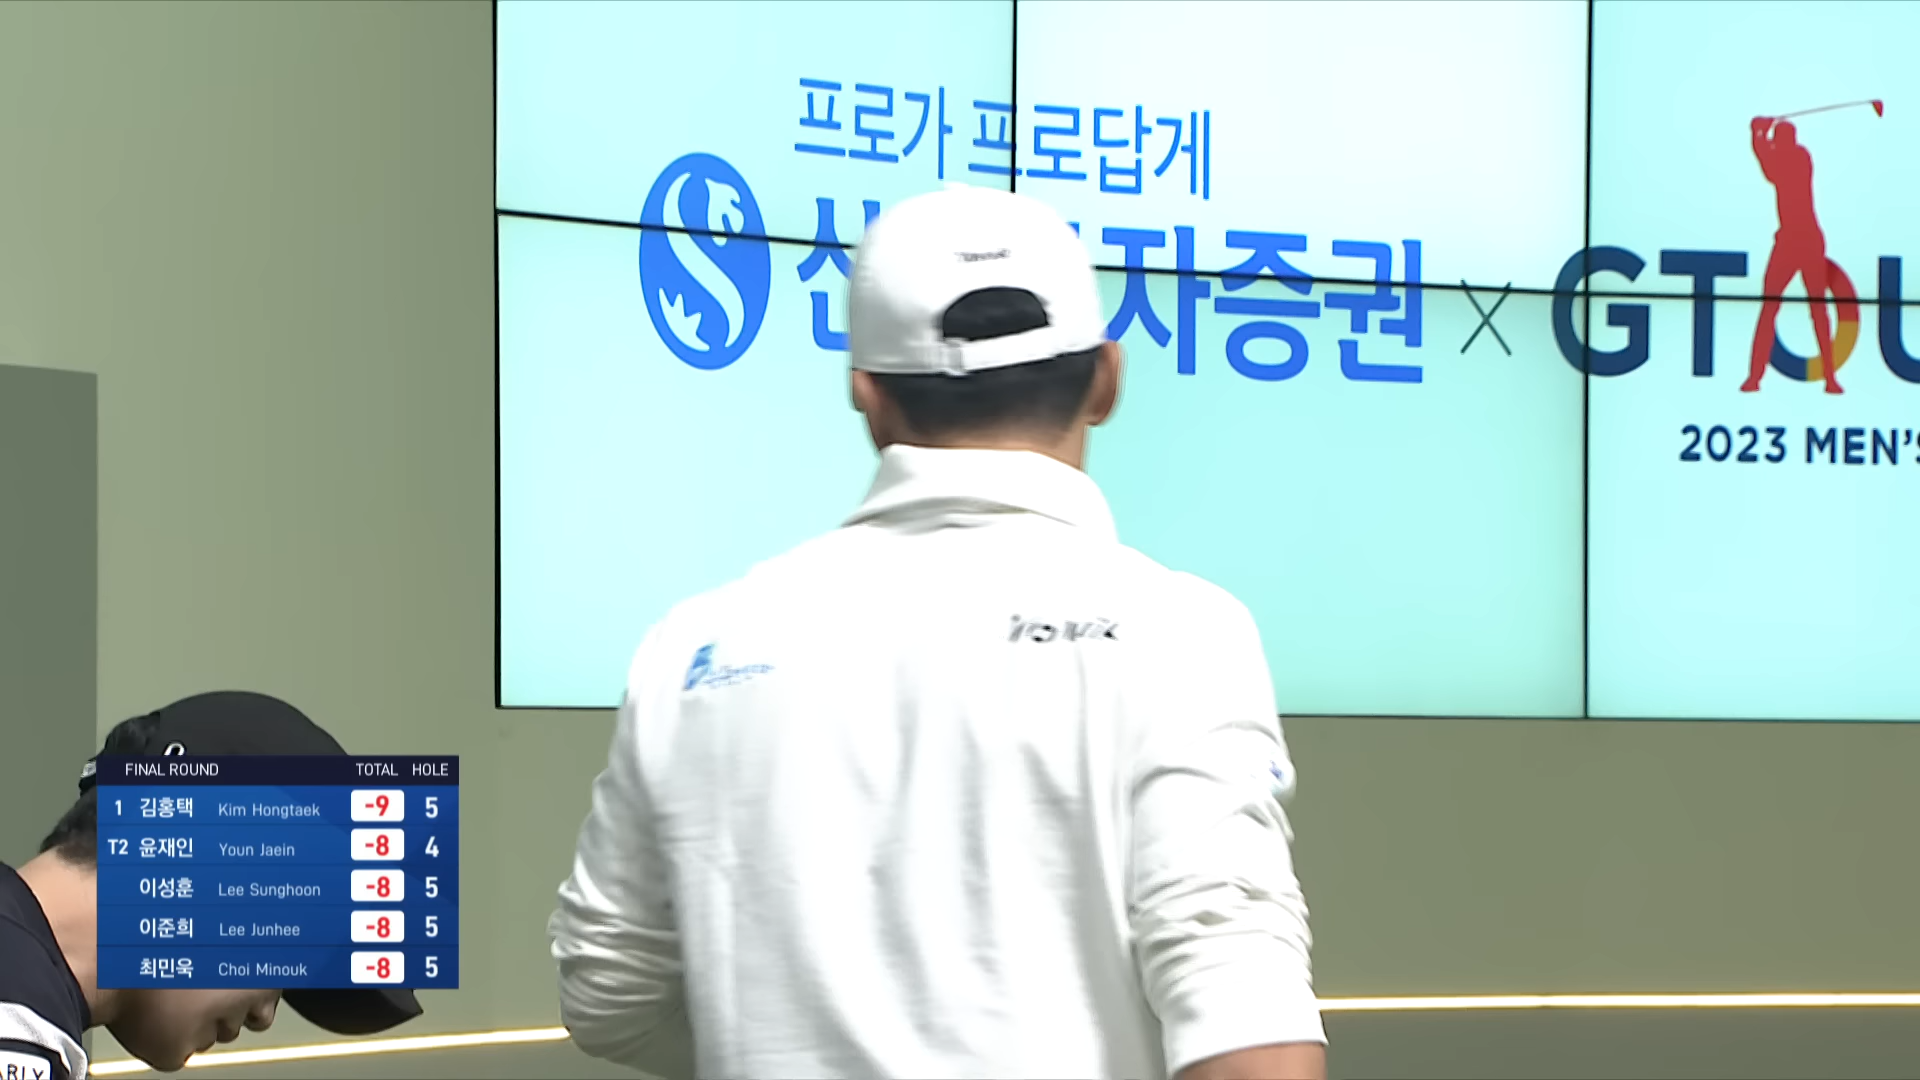 프로가 프로답게
자증권 × GTOU
2023 MEN'S
FINAL ROUND TOTAL HOLE
1 김홍택 Kim Hongtaek -9 5
T2 윤재인 Youn Jaein -8 4
이성훈 Lee Sunghoon -8 5
이준희 Lee Junhee -8 5
최민욱 Choi Minouk -8 5